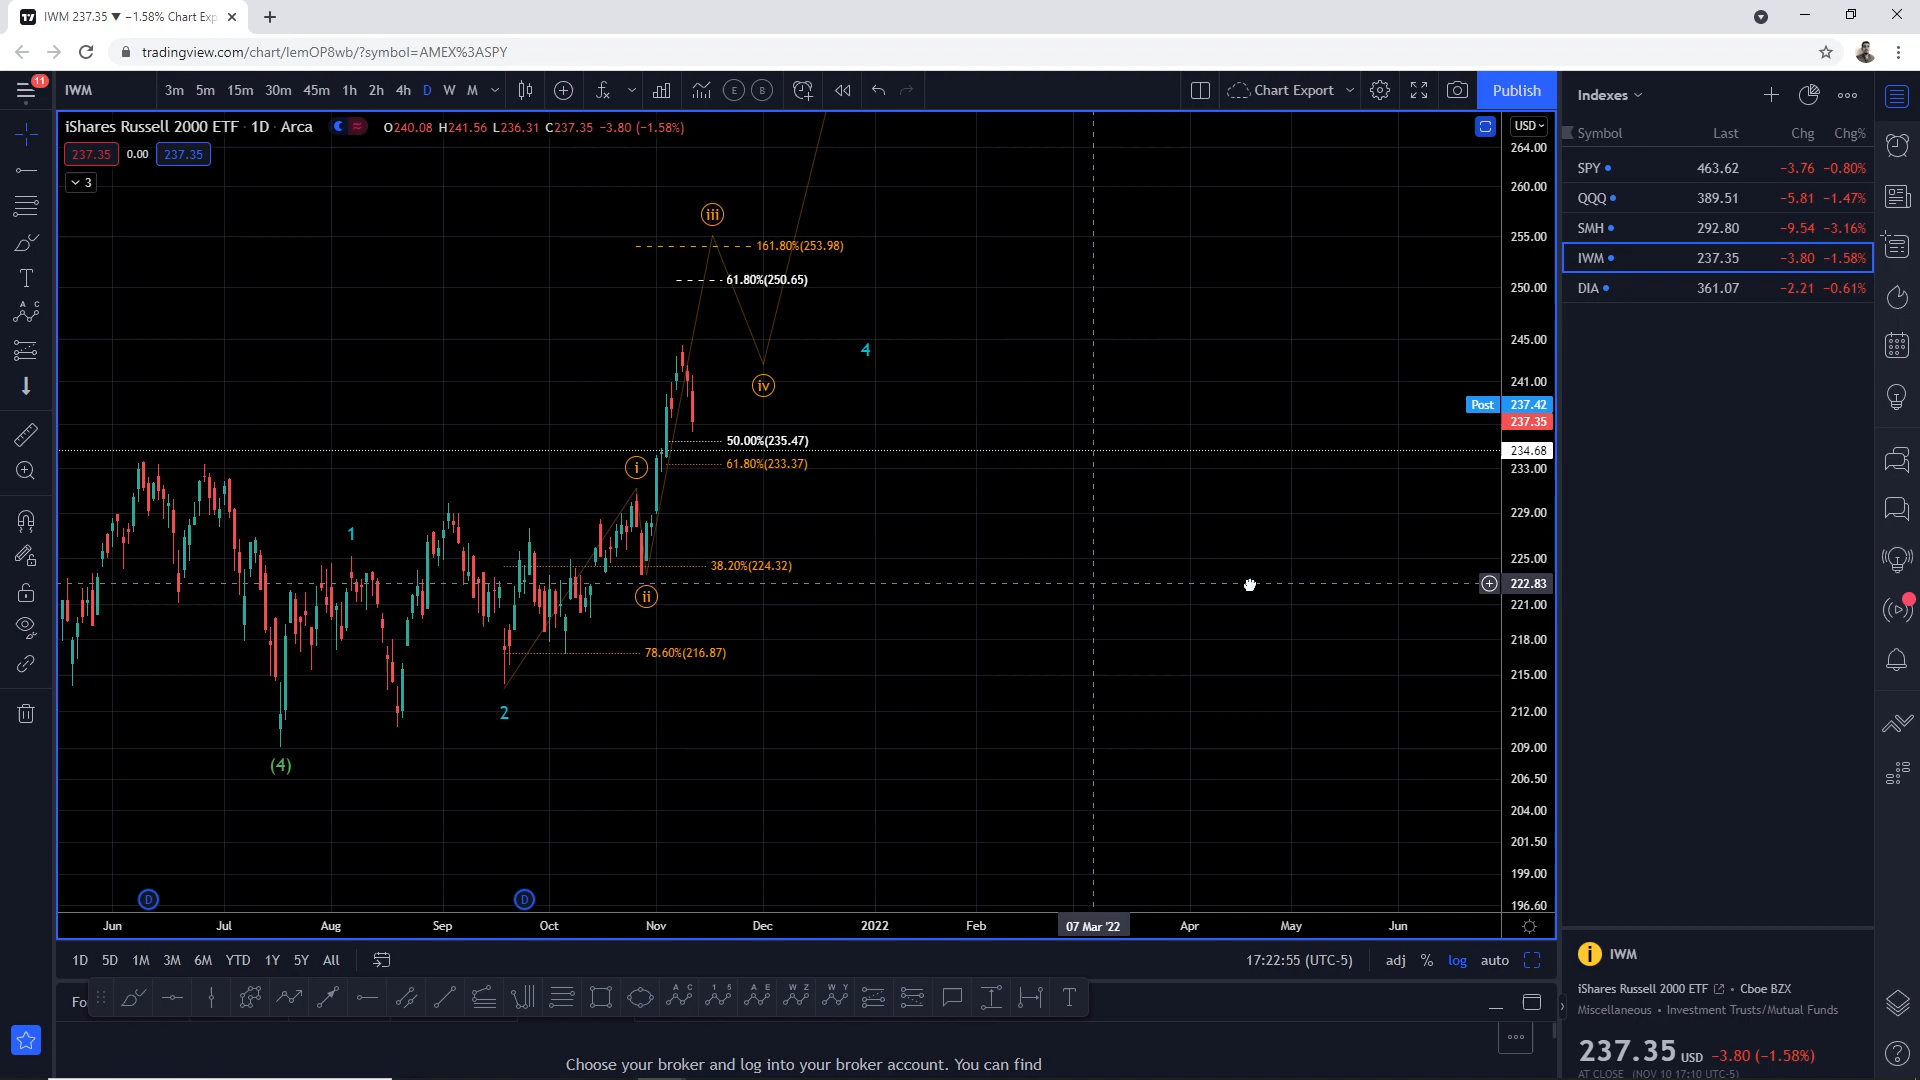 IWM 237.35 ▼ −1.58% Chart Exp
tradingview.com/chart/lemOP8wb/?symbol=AMEX%3ASPY
11
IWM
3m 5m 15m 30m 45m 1h 2h 4h D W M
E B
Chart Export
Publish
iShares Russell 2000 ETF · 1D · Arca
O240.08 H241.56 L236.31 C237.35 −3.80 (−1.58%)
237.35 0.00 237.35
3
USD
264.00
260.00
255.00
250.00
245.00
241.00
Post 237.42
237.35
234.68
233.00
229.00
225.00
222.83
221.00
218.00
215.00
212.00
209.00
206.50
204.00
201.50
199.00
196.60
iii
161.80%(253.98)
61.80%(250.65)
4
iv
50.00%(235.47)
61.80%(233.37)
i
1
38.20%(224.32)
ii
78.60%(216.87)
2
(4)
D D
Jun Jul Aug Sep Oct Nov Dec 2022 Feb 07 Mar '22 Apr May Jun
1D 5D 1M 3M 6M YTD 1Y 5Y All
17:22:55 (UTC-5) adj % log auto
Fo
A C 1 5 A E W Z W Y T
Choose your broker and log into your broker account. You can find
Indexes
Symbol Last Chg Chg%
SPY 463.62 −3.76 −0.80%
QQQ 389.51 −5.81 −1.47%
SMH 292.80 −9.54 −3.16%
IWM 237.35 −3.80 −1.58%
DIA 361.07 −2.21 −0.61%
IWM
iShares Russell 2000 ETF • Cboe BZX
Miscellaneous • Investment Trusts/Mutual Funds
237.35 USD −3.80 (−1.58%)
AT CLOSE (NOV 10 17:10 UTC-5)